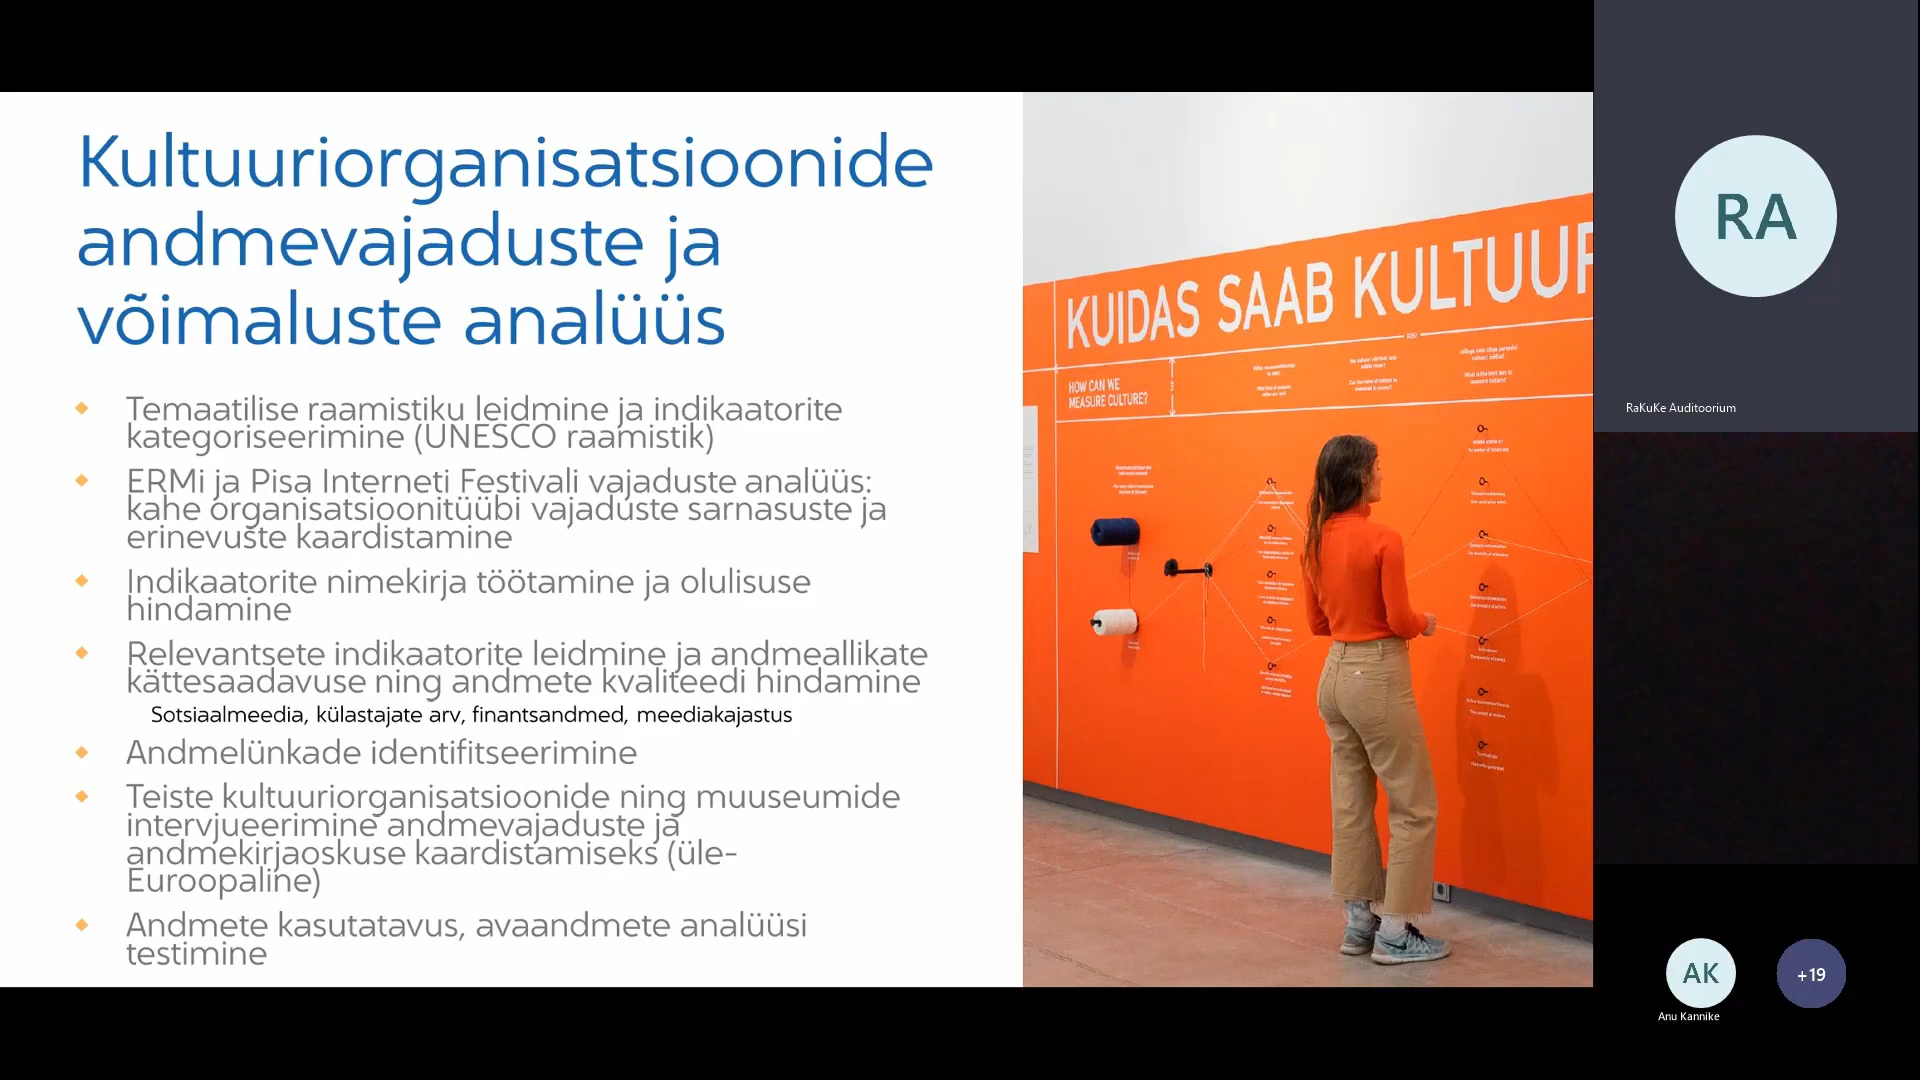 Kultuuriorganisatsioonide
andmevajaduste ja
võimaluste analüüs
Temaatilise raamistiku leidmine ja indikaatorite
kategoriseerimine (UNESCO raamistik)
ERMi ja Pisa Interneti Festivali vajaduste analüüs:
kahe organisatsioonitüübi vajaduste sarnasuste ja
erinevuste kaardistamine
Indikaatorite nimekirja töötamine ja olulisuse
hindamine
Relevantsete indikaatorite leidmine ja andmeallikate
kättesaadavuse ning andmete kvaliteedi hindamine
Sotsiaalmeedia, külastajate arv, finantsandmed, meediakajastus
Andmelünkade identifitseerimine
Teiste kultuuriorganisatsioonide ning muuseumide
intervjueerimine andmevajaduste ja
andmekirjaoskuse kaardistamiseks (üle-
Euroopaline)
Andmete kasutatavus, avaandmete analüüsi
testimine
KUIDAS SAAB KULTUUR
HOW CAN WE
MEASURE CULTURE?
RA
RaKuKe Auditoorium
AK
+19
Anu Kannike